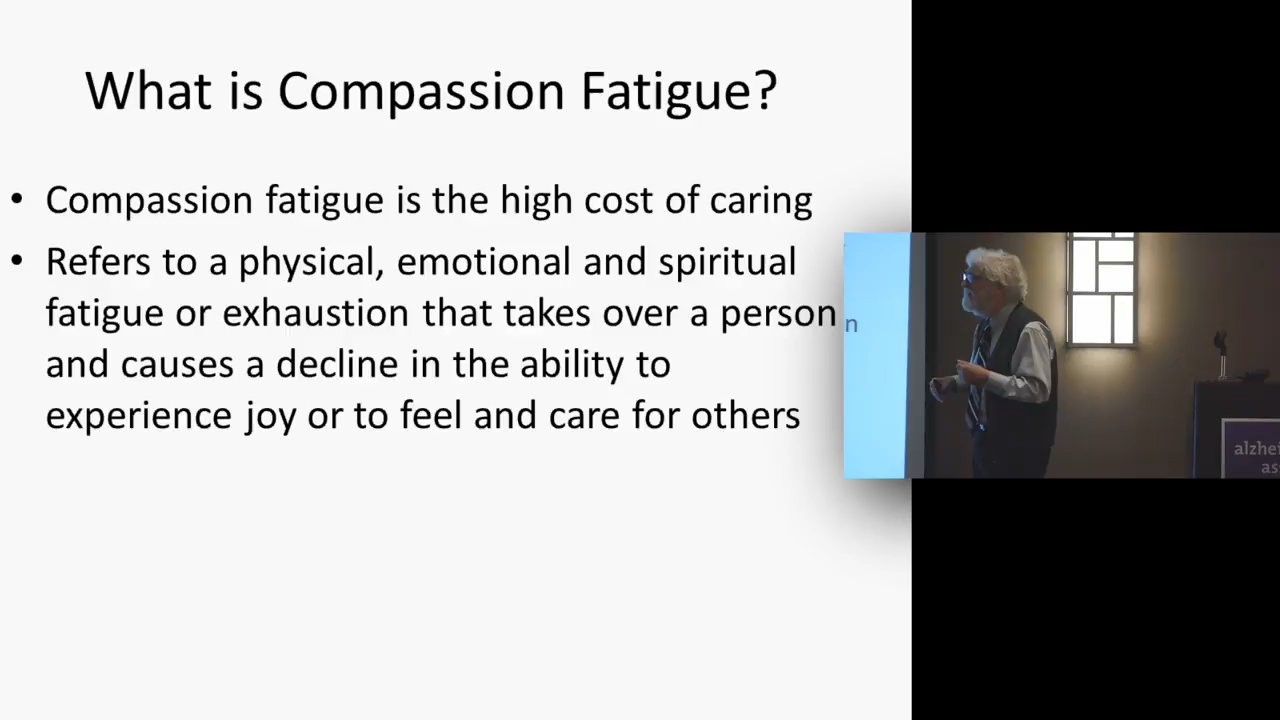 What is Compassion Fatigue?
• Compassion fatigue is the high cost of caring
• Refers to a physical, emotional and spiritual
fatigue or exhaustion that takes over a person
and causes a decline in the ability to
experience joy or to feel and care for others
n
alzhei
as